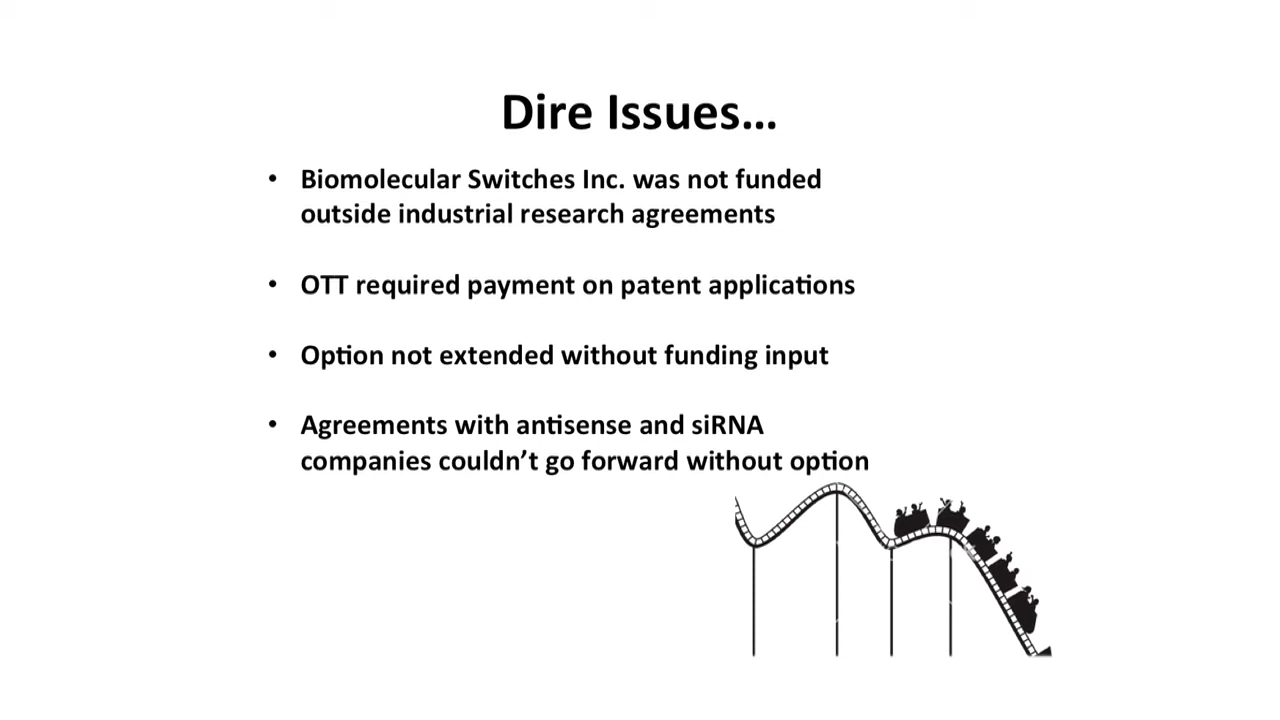 Dire Issues...
• Biomolecular Switches Inc. was not funded
outside industrial research agreements
• OTT required payment on patent applications
• Option not extended without funding input
• Agreements with antisense and siRNA
companies couldn’t go forward without option